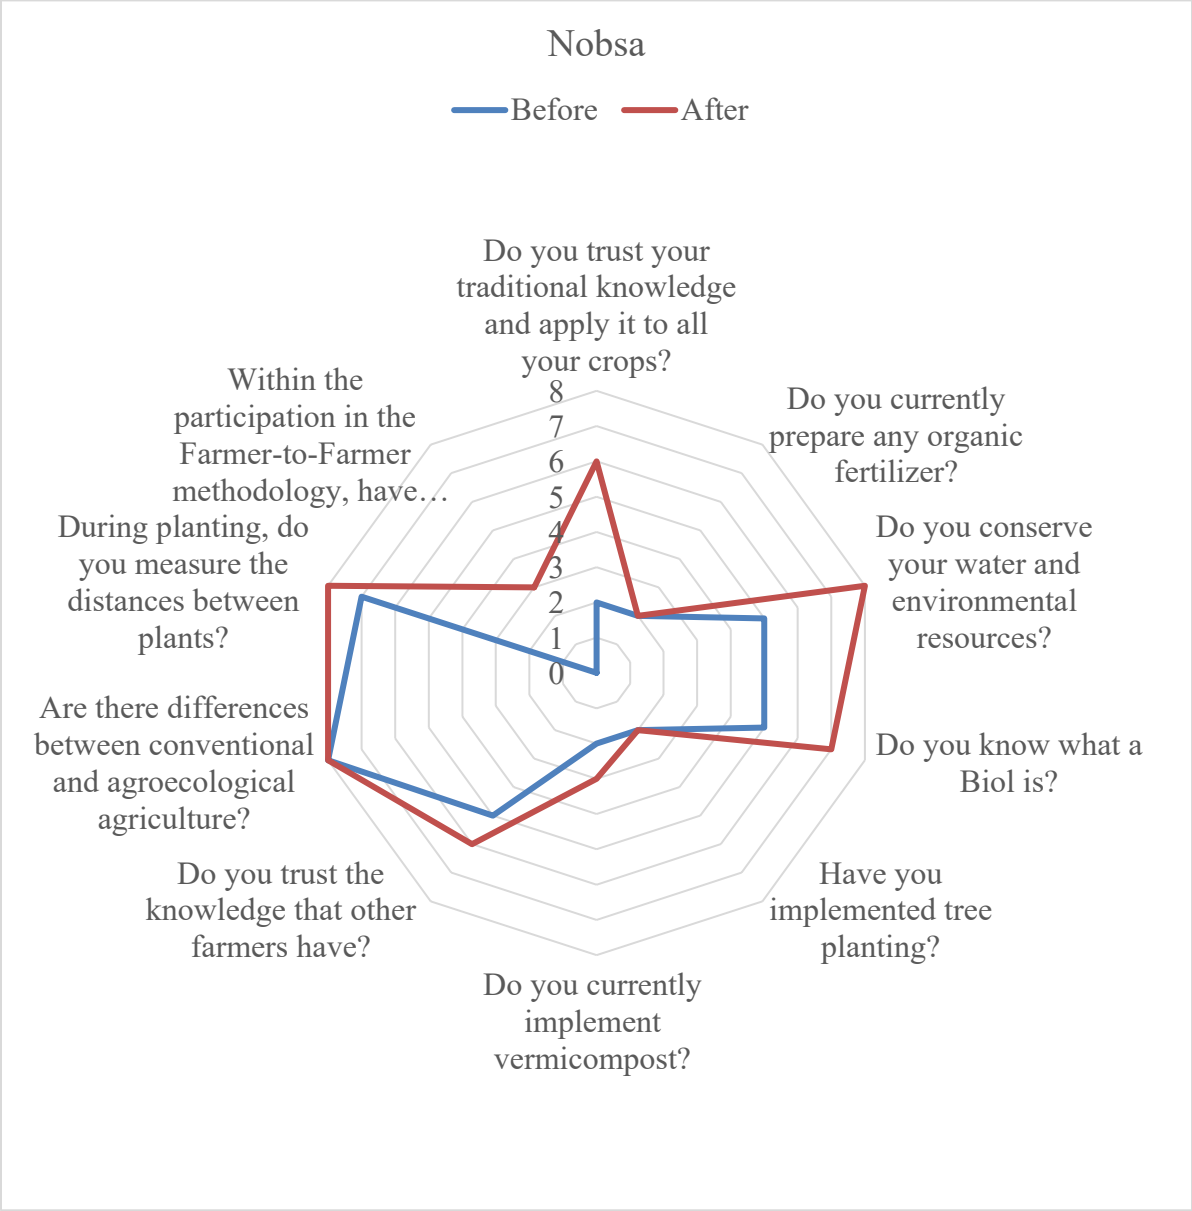 Nobsa
Before
After
Do you trust your
traditional knowledge
and apply it to all
your crops?
Do you currently
prepare any organic
fertilizer?
Do you conserve
your water and
environmental
resources?
Do you know what a
Biol is?
Have you
implemented tree
planting?
Do you currently
implement
vermicompost?
Do you trust the
knowledge that other
farmers have?
Are there differences
between conventional
and agroecological
agriculture?
During planting, do
you measure the
distances between
plants?
Within the
participation in the
Farmer-to-Farmer
methodology, have…
8
7
6
5
4
3
2
1
0